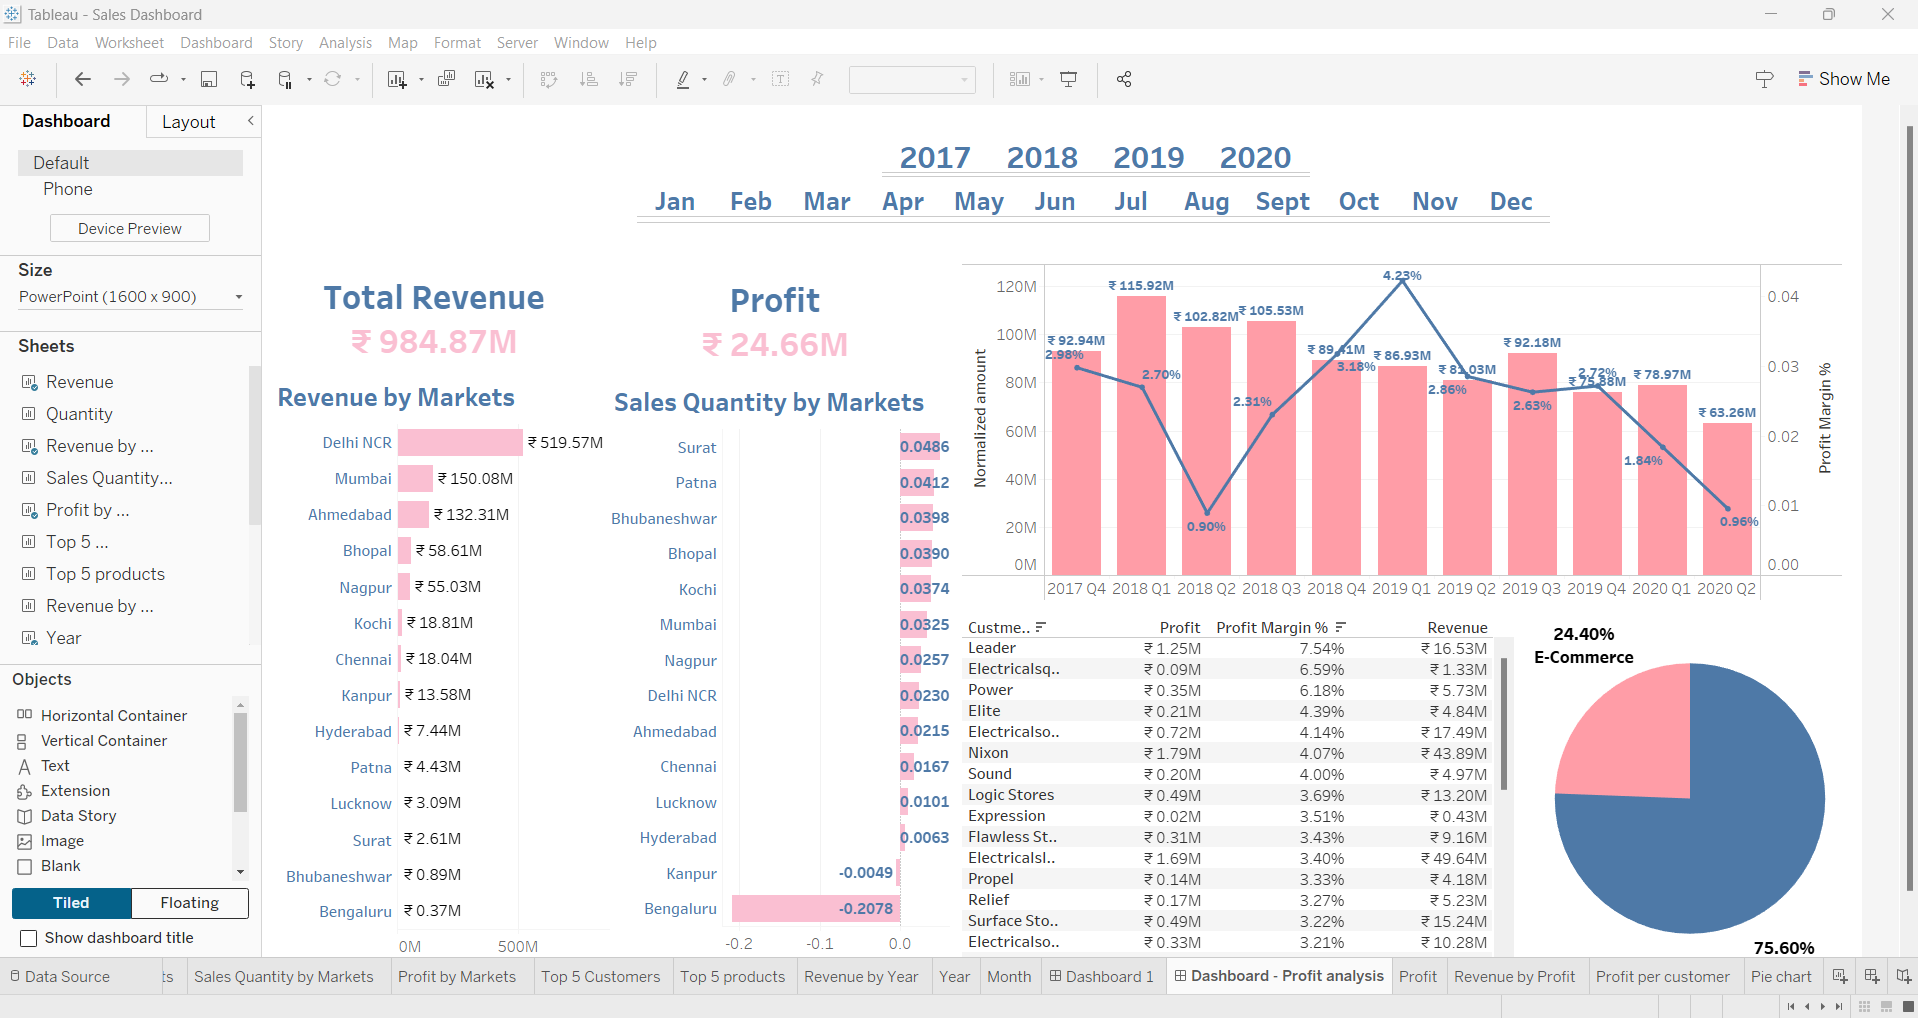 Tableau - Sales Dashboard
File Data Worksheet Dashboard Story Analysis Map Format Server Window Help
Show Me
Dashboard Layout
Default
Phone
Device Preview
Size
PowerPoint (1600 x 900)
Sheets
Revenue
Quantity
Revenue by ...
Sales Quantity...
Profit by ...
Top 5 ...
Top 5 products
Revenue by ...
Year
Objects
Horizontal Container
Vertical Container
Text
Extension
Data Story
Image
Blank
Tiled Floating
Show dashboard title
2017 2018 2019 2020
Jan Feb Mar Apr May Jun Jul Aug Sept Oct Nov Dec
Total Revenue
₹ 984.87M
Profit
₹ 24.66M
Revenue by Markets
Delhi NCR ₹ 519.57M
Mumbai ₹ 150.08M
Ahmedabad ₹ 132.31M
Bhopal ₹ 58.61M
Nagpur ₹ 55.03M
Kochi ₹ 18.81M
Chennai ₹ 18.04M
Kanpur ₹ 13.58M
Hyderabad ₹ 7.44M
Patna ₹ 4.43M
Lucknow ₹ 3.09M
Surat ₹ 2.61M
Bhubaneshwar ₹ 0.89M
Bengaluru ₹ 0.37M
0M 500M
Sales Quantity by Markets
Surat 0.0486
Patna 0.0412
Bhubaneshwar 0.0398
Bhopal 0.0390
Kochi 0.0374
Mumbai 0.0325
Nagpur 0.0257
Delhi NCR 0.0230
Ahmedabad 0.0215
Chennai 0.0167
Lucknow 0.0101
Hyderabad 0.0063
Kanpur -0.0049
Bengaluru -0.2078
-0.2 -0.1 0.0
Normalized amount
120M
100M
80M
60M
40M
20M
0M
₹ 92.94M ₹ 115.92M ₹ 102.82M ₹ 105.53M ₹ 89.41M ₹ 86.93M ₹ 81.03M ₹ 92.18M ₹ 75.88M ₹ 78.97M ₹ 63.26M
2.98% 2.70% 0.90% 2.31% 3.18% 4.23% 2.86% 2.63% 2.72% 1.84% 0.96%
0.04
0.03
0.02
0.01
0.00
Profit Margin %
2017 Q4 2018 Q1 2018 Q2 2018 Q3 2018 Q4 2019 Q1 2019 Q2 2019 Q3 2019 Q4 2020 Q1 2020 Q2
Custme.. Profit Profit Margin % Revenue
Leader ₹ 1.25M 7.54% ₹ 16.53M
Electricalsq.. ₹ 0.09M 6.59% ₹ 1.33M
Power ₹ 0.35M 6.18% ₹ 5.73M
Elite ₹ 0.21M 4.39% ₹ 4.84M
Electricalso.. ₹ 0.72M 4.14% ₹ 17.49M
Nixon ₹ 1.79M 4.07% ₹ 43.89M
Sound ₹ 0.20M 4.00% ₹ 4.97M
Logic Stores ₹ 0.49M 3.69% ₹ 13.20M
Expression ₹ 0.02M 3.51% ₹ 0.43M
Flawless St.. ₹ 0.31M 3.43% ₹ 9.16M
Electricalsl.. ₹ 1.69M 3.40% ₹ 49.64M
Propel ₹ 0.14M 3.33% ₹ 4.18M
Relief ₹ 0.17M 3.27% ₹ 5.23M
Surface Sto.. ₹ 0.49M 3.22% ₹ 15.24M
Electricalso.. ₹ 0.33M 3.21% ₹ 10.28M
24.40%
E-Commerce
75.60%
Data Source ts Sales Quantity by Markets Profit by Markets Top 5 Customers Top 5 products Revenue by Year Year Month Dashboard 1 Dashboard - Profit analysis Profit Revenue by Profit Profit per customer Pie chart